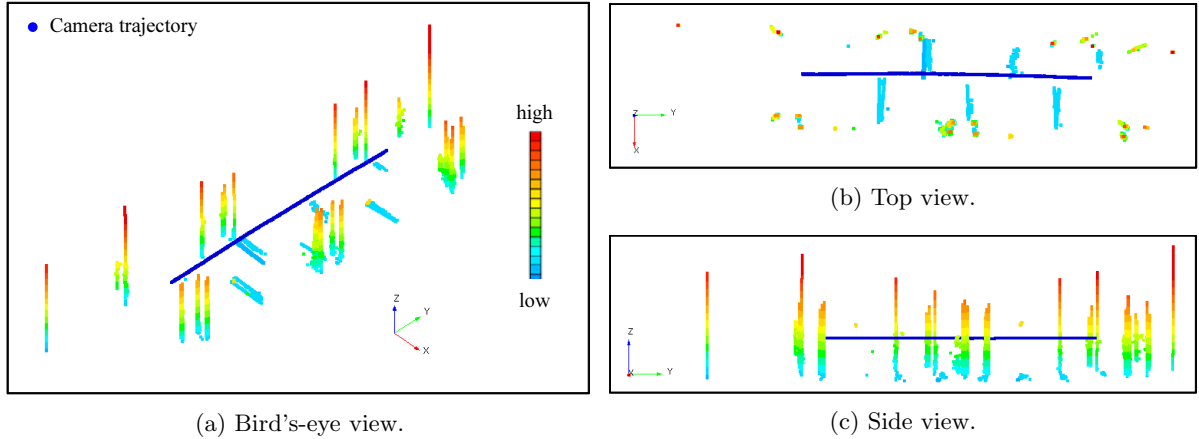 Camera trajectory
high
low
Z
Y
X
(a) Bird's-eye view.
Z
Y
X
(b) Top view.
Z
X
Y
(c) Side view.